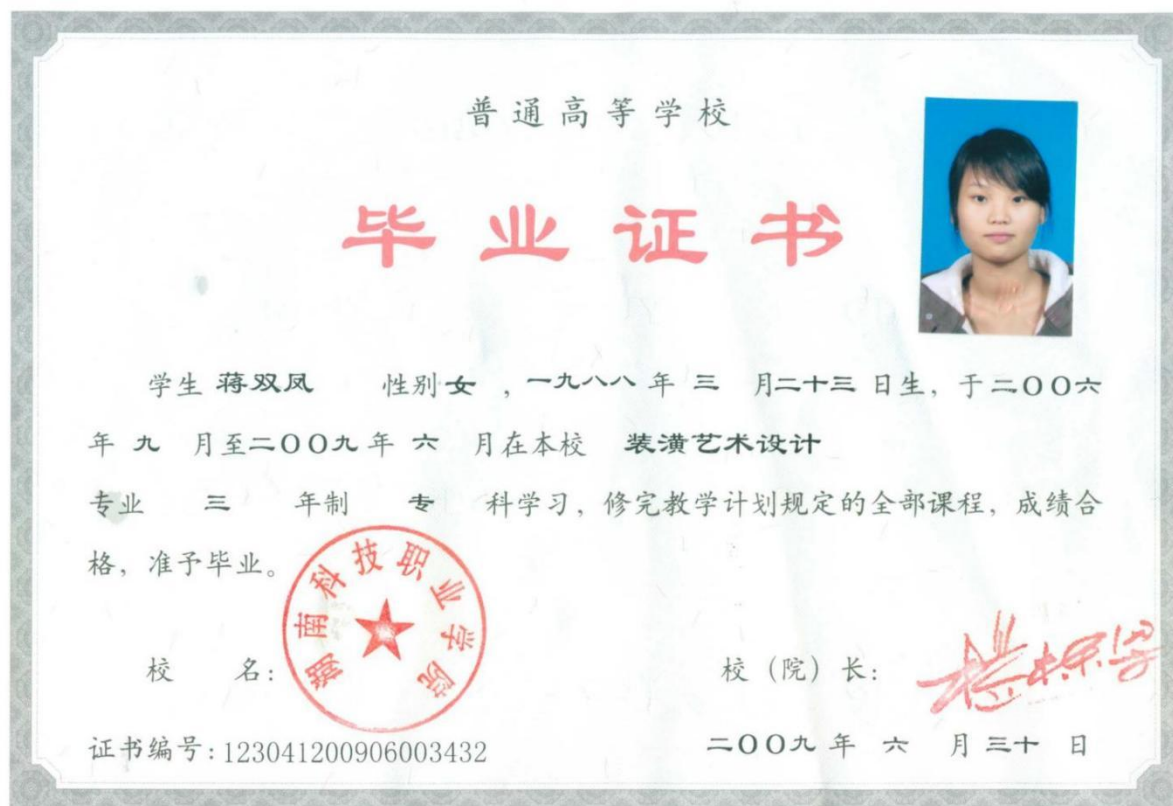 普通高等学校
毕业证书
学生 蒋双凤 性别 女 ，一九八八 年 三 月二十三 日生，于二OO六
年 九 月至二OO九 年 六 月在本校 装潢艺术设计
专业 三 年制 专 科学习，修完教学计划规定的全部课程，成绩合
格，准予毕业。
湖南科技职业学院
校 名：
校（院）长：
证书编号：123041200906003432
二OO九 年 六 月 三十 日